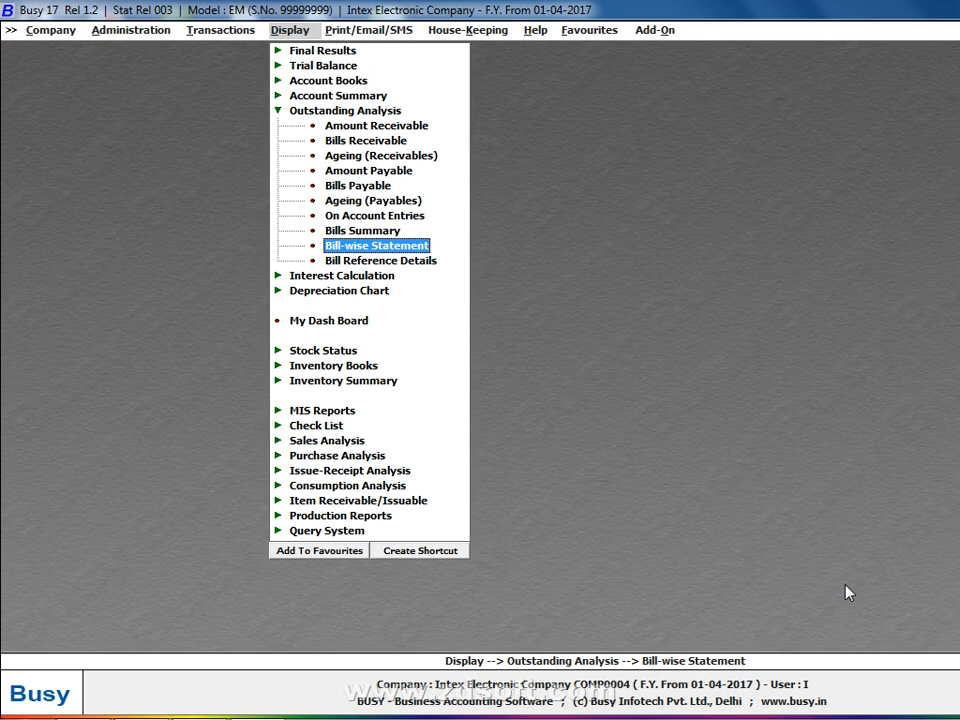 B Busy 17 Rel 1.2 | Stat Rel 003 | Model : EM (S.No. 99999999) | Intex Electronic Company - F.Y. From 01-04-2017
>> Company Administration Transactions Display Print/Email/SMS House-Keeping Help Favourites Add-On
Final Results
Trial Balance
Account Books
Account Summary
Outstanding Analysis
Amount Receivable
Bills Receivable
Ageing (Receivables)
Amount Payable
Bills Payable
Ageing (Payables)
On Account Entries
Bills Summary
Bill-wise Statement
Bill Reference Details
Interest Calculation
Depreciation Chart
My Dash Board
Stock Status
Inventory Books
Inventory Summary
MIS Reports
Check List
Sales Analysis
Purchase Analysis
Issue-Receipt Analysis
Consumption Analysis
Item Receivable/Issuable
Production Reports
Query System
Add To Favourites Create Shortcut
Display --> Outstanding Analysis --> Bill-wise Statement
Busy
Company : Intex Electronic Company COMP0004 ( F.Y. From 01-04-2017 ) - User : I
www.zdsoft.com
BUSY - Business Accounting Software ; (c) Busy Infotech Pvt. Ltd., Delhi ; www.busy.in